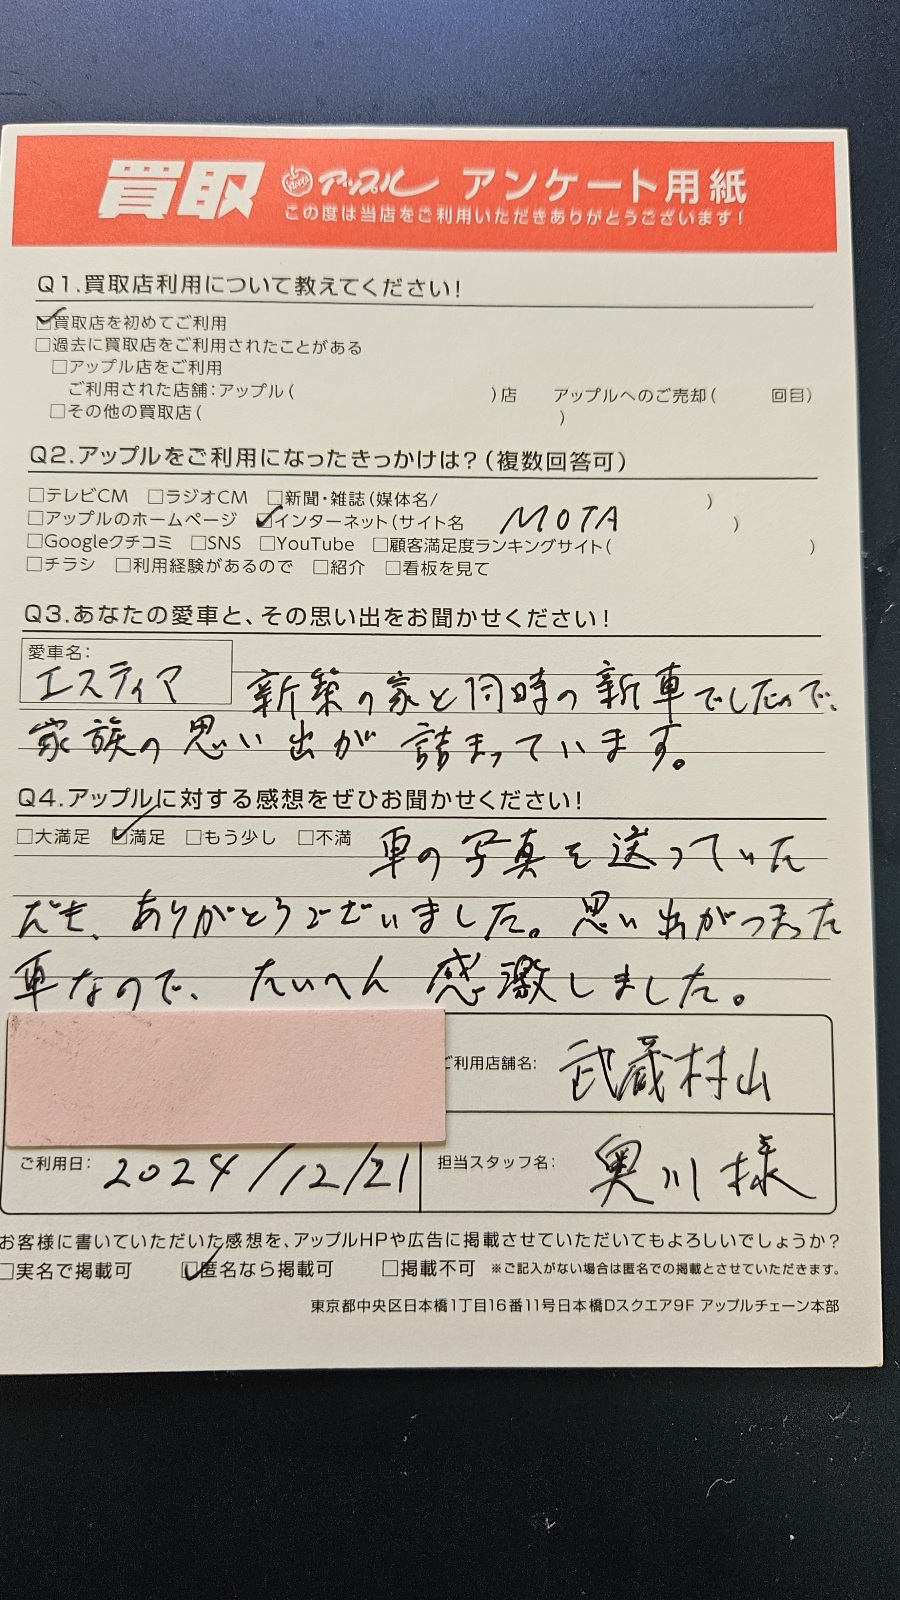 買取 アップル アンケート用紙
この度は当店をご利用いただきありがとうございます!
Q1.買取店利用について教えてください!
☑買取店を初めてご利用
□過去に買取店をご利用されたことがある
□アップル店をご利用
ご利用された店舗:アップル( )店 アップルへのご売却( 回目)
□その他の買取店( )
Q2.アップルをご利用になったきっかけは?(複数回答可)
□テレビCM □ラジオCM □新聞・雑誌(媒体名/ )
□アップルのホームページ ☑インターネット(サイト名 MOTA )
□Googleクチコミ □SNS □YouTube □顧客満足度ランキングサイト( )
□チラシ □利用経験があるので □紹介 □看板を見て
Q3.あなたの愛車と、その思い出をお聞かせください!
愛車名:
エスティマ 新築の家と同時の新車でしたので、
家族の思い出が詰まっています。
Q4.アップルに対する感想をぜひお聞かせください!
□大満足 ☑満足 □もう少し □不満 車の写真を送っていた
だき、ありがとうございました。思い出がつまった
車なので、たいへん感激しました。
ご利用店舗名: 武蔵村山
ご利用日: 2024/12/21 担当スタッフ名: 奥川様
お客様に書いていただいた感想を、アップルHPや広告に掲載させていただいてもよろしいでしょうか?
□実名で掲載可 ☑匿名なら掲載可 □掲載不可 ※ご記入がない場合は匿名での掲載とさせていただきます。
東京都中央区日本橋1丁目16番11号日本橋Dスクエア9F アップルチェーン本部